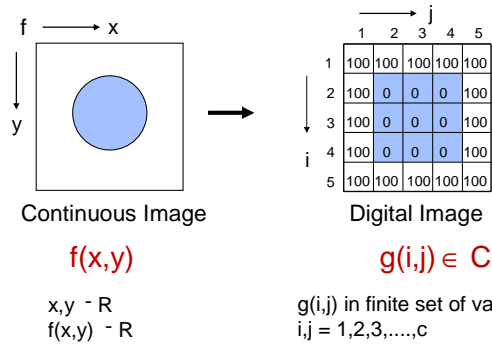 f x
y
Continuous Image
f(x,y)
x,y - R
f(x,y) - R
j
1 2 3 4 5
1 100 100 100 100 100
2 100 0 0 0 100
3 100 0 0 0 100
4 100 0 0 0 100
5 100 100 100 100 100
i
Digital Image
g(i,j) ∈ C
g(i,j) in finite set of va
i,j = 1,2,3,....,c